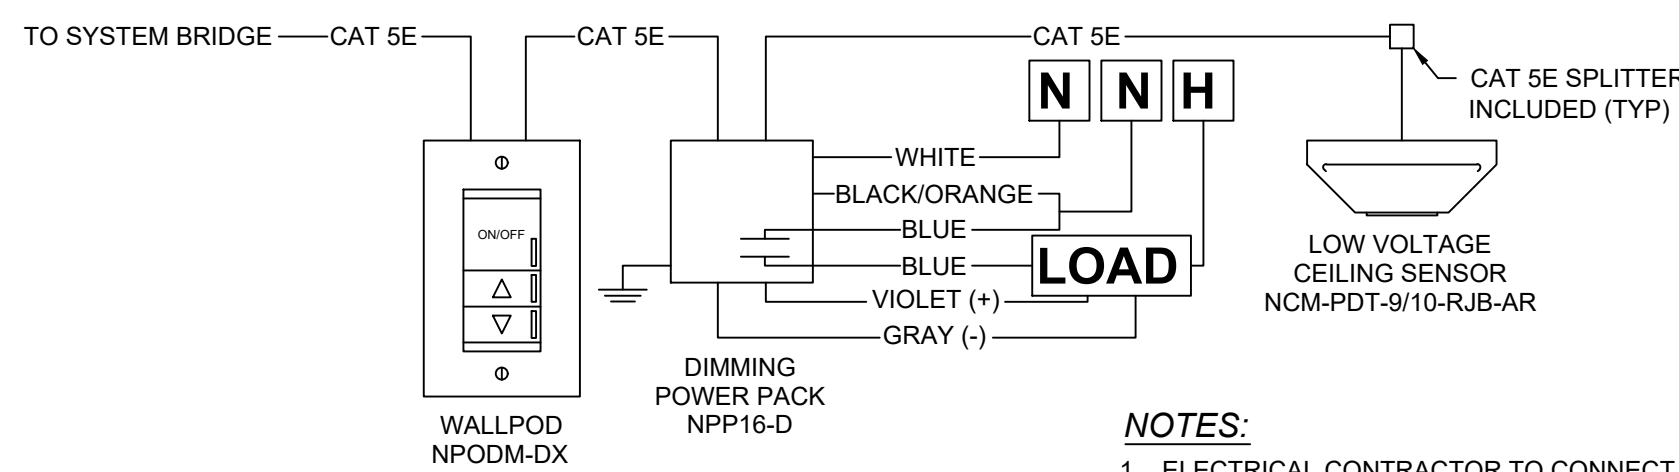 TO SYSTEM BRIDGE
CAT 5E
CAT 5E
CAT 5E
CAT 5E SPLITTER
INCLUDED (TYP)
N
N
H
WHITE
BLACK/ORANGE
BLUE
BLUE
LOAD
VIOLET (+)
GRAY (-)
ON/OFF
LOW VOLTAGE
CEILING SENSOR
NCM-PDT-9/10-RJB-AR
DIMMING
POWER PACK
NPP16-D
WALLPOD
NPODM-DX
NOTES:
1. ELECTRICAL CONTRACTOR TO CONNECT